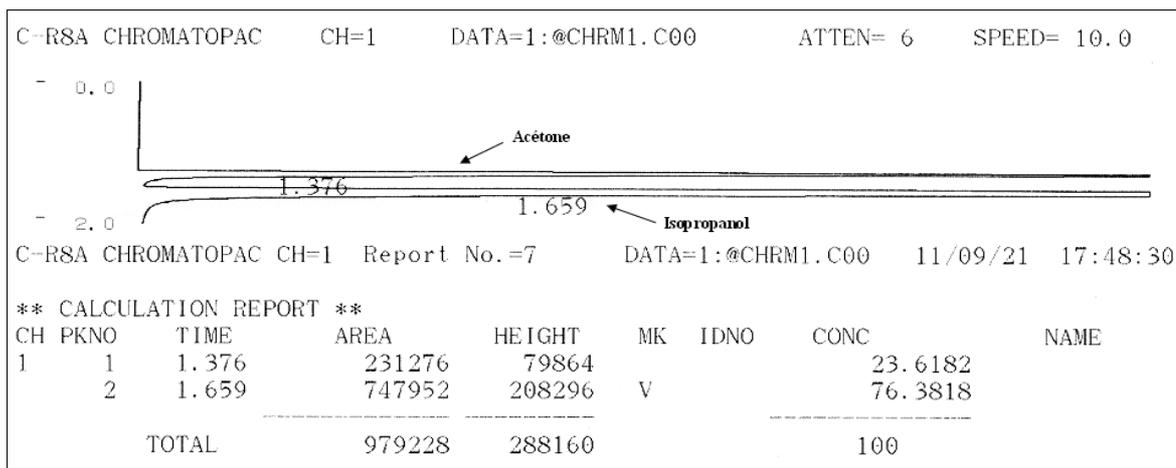 C-R8A CHROMATOPAC CH=1 DATA=1:@CHRM1.C00 ATTEN= 6 SPEED= 10.0
0.0
Acétone
1.376
1.659
Isopropanol
2.0
C-R8A CHROMATOPAC CH=1 Report No.=7 DATA=1:@CHRM1.C00 11/09/21 17:48:30
** CALCULATION REPORT **
CH PKNO TIME AREA HEIGHT MK IDNO CONC NAME
1 1 1.376 231276 79864 23.6182
2 1.659 747952 208296 V 76.3818
TOTAL 979228 288160 100